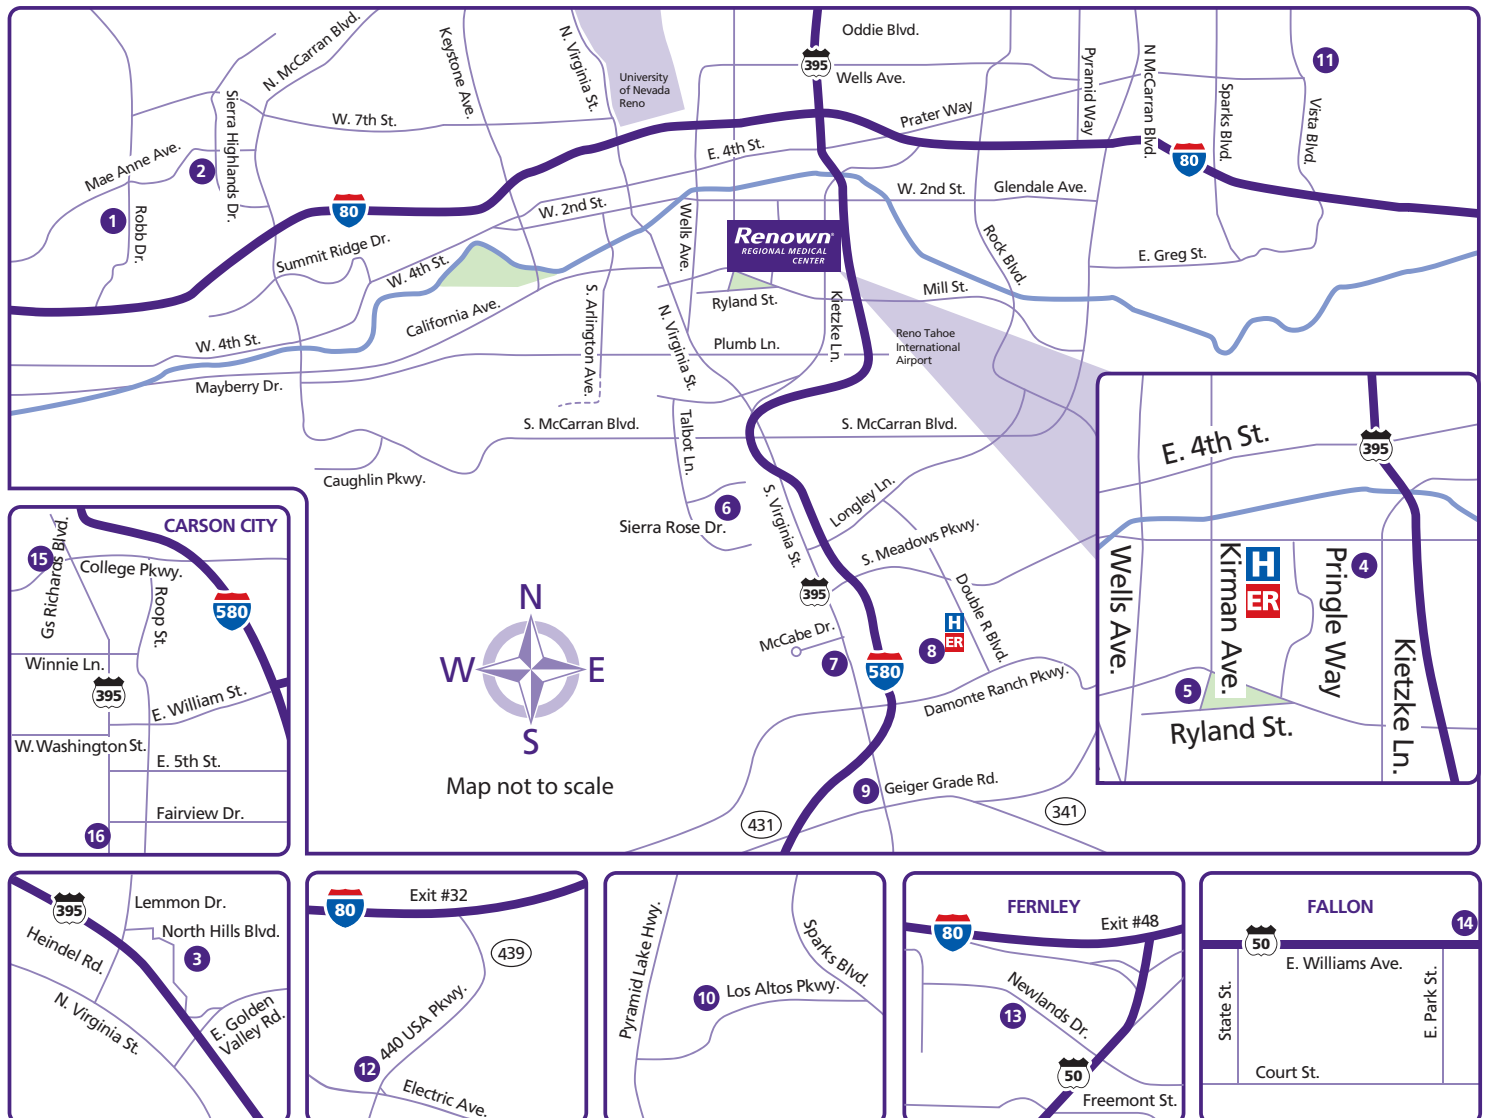 Oddie Blvd.
395
Wells Ave.
N. McCarran Blvd.
Keystone Ave.
N. Virginia St.
University
of Nevada
Reno
Pyramid Way
N McCarran Blvd.
Sparks Blvd.
Vista Blvd.
11
Sierra Highlands Dr.
W. 7th St.
Prater Way
E. 4th St.
80
Mae Anne Ave.
2
1
Robb Dr.
80
W. 2nd St.
Glendale Ave.
W. 2nd St.
Wells Ave.
Renown
REGIONAL MEDICAL
CENTER
Summit Ridge Dr.
W. 4th St.
Rock Blvd.
E. Greg St.
Ryland St.
Kietzke Ln.
Mill St.
California Ave.
S. Arlington Ave.
N. Virginia St.
W. 4th St.
Plumb Ln.
Reno Tahoe
International
Airport
Mayberry Dr.
S. McCarran Blvd.
S. McCarran Blvd.
Talbot Ln.
Caughlin Pkwy.
6
Sierra Rose Dr.
S. Virginia St.
Longley Ln.
S. Meadows Pkwy.
395
Double R Blvd.
McCabe Dr.
7
580
8
H
ER
Damonte Ranch Pkwy.
N
W
E
S
Map not to scale
9
Geiger Grade Rd.
431
341
E. 4th St.
395
Wells Ave.
Kirman Ave.
H
ER
Pringle Way
4
Kietzke Ln.
5
Ryland St.
CARSON CITY
15
Gs Richards Blvd.
College Pkwy.
Roop St.
580
Winnie Ln.
395
E. William St.
W. Washington St.
E. 5th St.
Fairview Dr.
16
395
Lemmon Dr.
North Hills Blvd.
Heindel Rd.
3
N. Virginia St.
E. Golden
Valley Rd.
80
Exit #32
439
440 USA Pkwy.
12
Electric Ave.
Pyramid Lake Hwy.
Sparks Blvd.
10
Los Altos Pkwy.
FERNLEY
80
Exit #48
Newlands Dr.
13
50
Freemont St.
FALLON
14
50
E. Williams Ave.
State St.
E. Park St.
Court St.